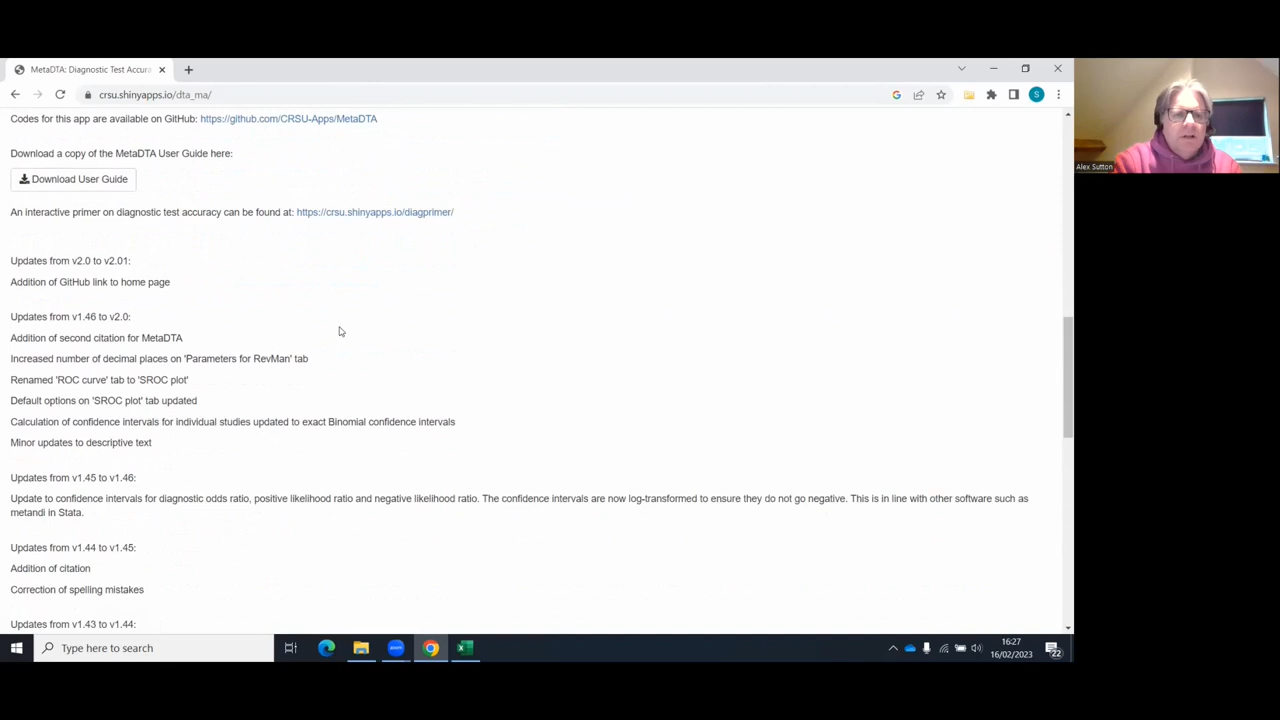 MetaDTA: Diagnostic Test Accura
crsu.shinyapps.io/dta_ma/
S
Codes for this app are available on GitHub: https://github.com/CRSU-Apps/MetaDTA
Download a copy of the MetaDTA User Guide here:
Download User Guide
An interactive primer on diagnostic test accuracy can be found at: https://crsu.shinyapps.io/diagprimer/
Updates from v2.0 to v2.01:
Addition of GitHub link to home page
Updates from v1.46 to v2.0:
Addition of second citation for MetaDTA
Increased number of decimal places on 'Parameters for RevMan' tab
Renamed 'ROC curve' tab to 'SROC plot'
Default options on 'SROC plot' tab updated
Calculation of confidence intervals for individual studies updated to exact Binomial confidence intervals
Minor updates to descriptive text
Updates from v1.45 to v1.46:
Update to confidence intervals for diagnostic odds ratio, positive likelihood ratio and negative likelihood ratio. The confidence intervals are now log-transformed to ensure they do not go negative. This is in line with other software such as
metandi in Stata.
Updates from v1.44 to v1.45:
Addition of citation
Correction of spelling mistakes
Updates from v1.43 to v1.44:
Alex Sutton
Type here to search
zoom
16:27
16/02/2023
22